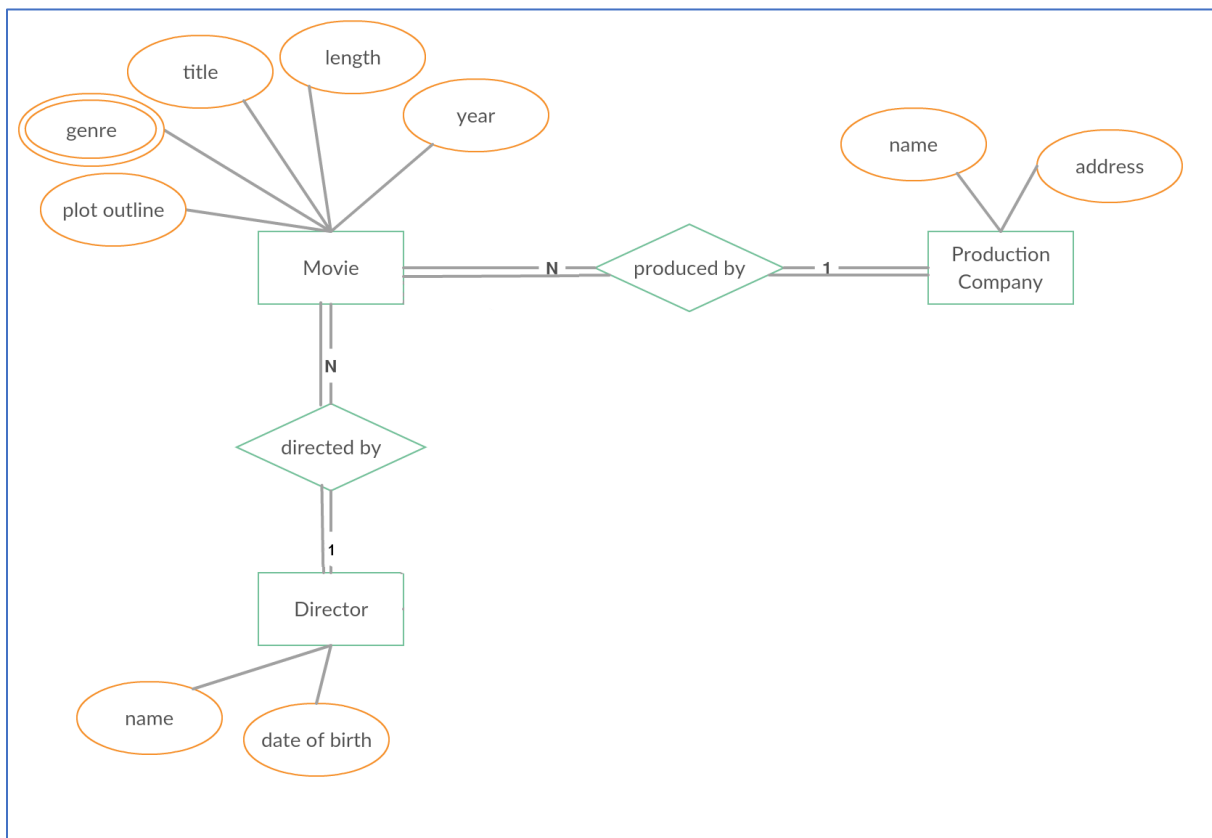 length
title
year
genre
name
address
plot outline
Movie
N
produced by
1
Production
Company
N
directed by
1
Director
name
date of birth